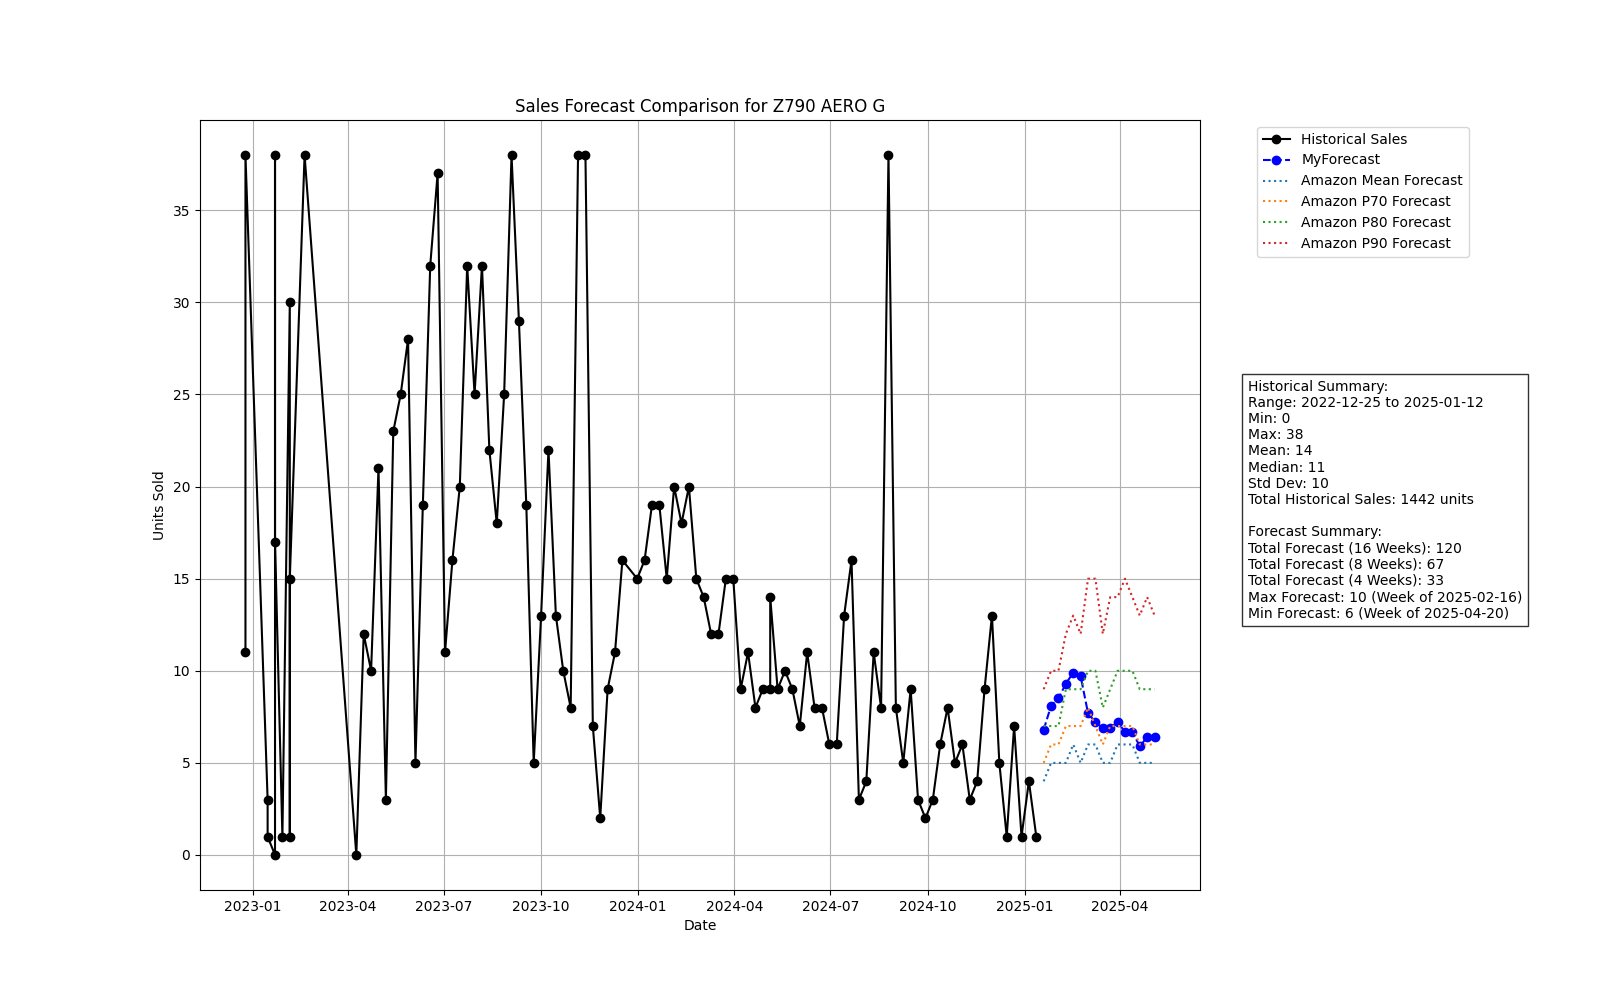 Sales Forecast Comparison for Z790 AERO G
Historical Sales
MyForecast
Amazon Mean Forecast
Amazon P70 Forecast
Amazon P80 Forecast
Amazon P90 Forecast
35
30
25
20
15
10
5
0
Units Sold
Historical Summary:
Range: 2022-12-25 to 2025-01-12
Min: 0
Max: 38
Mean: 14
Median: 11
Std Dev: 10
Total Historical Sales: 1442 units
Forecast Summary:
Total Forecast (16 Weeks): 120
Total Forecast (8 Weeks): 67
Total Forecast (4 Weeks): 33
Max Forecast: 10 (Week of 2025-02-16)
Min Forecast: 6 (Week of 2025-04-20)
2023-01 2023-04 2023-07 2023-10 2024-01 2024-04 2024-07 2024-10 2025-01 2025-04
Date